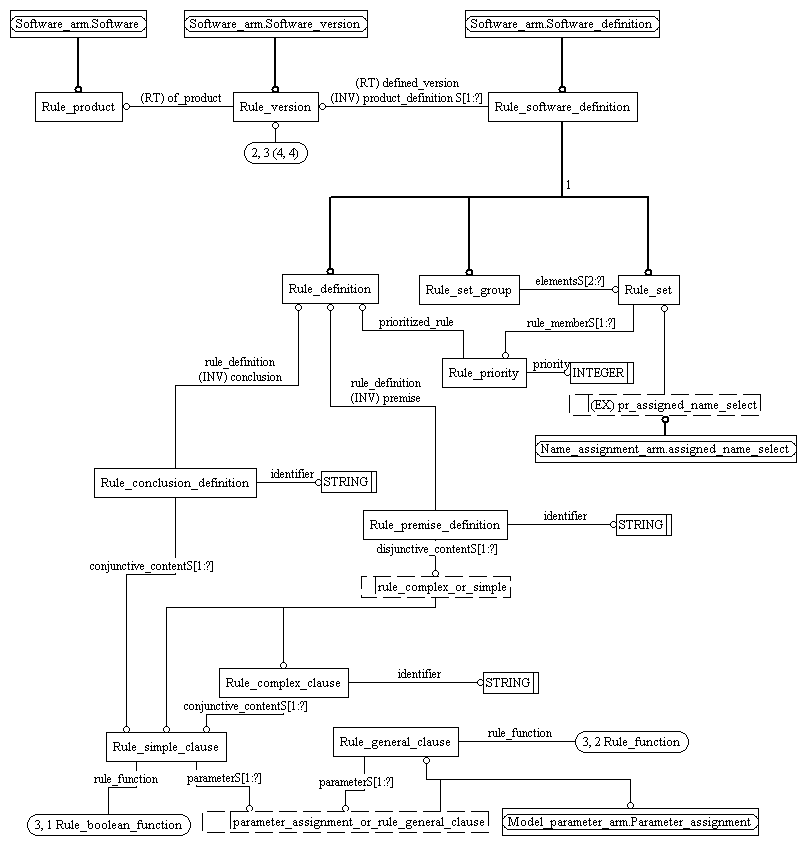 Software_arm.Software
Software_arm.Software_version
Software_arm.Software_definition
(RT) defined_version
(RT) of_product
(INV) product_definition S[1:?]
Rule_product
Rule_version
Rule_software_definition
2, 3 (4, 4)
1
Rule_definition
Rule_set_group
elementsS[2:?]
Rule_set
prioritized_rule
rule_memberS[1:?]
rule_definition
(INV) conclusion
Rule_priority
priority
INTEGER
rule_definition
(INV) premise
(EX) pr_assigned_name_select
Name_assignment_arm.assigned_name_select
Rule_conclusion_definition
identifier
STRING
Rule_premise_definition
identifier
STRING
disjunctive_contentS[1:?]
conjunctive_contentS[1:?]
rule_complex_or_simple
Rule_complex_clause
identifier
STRING
conjunctive_contentS[1:?]
Rule_simple_clause
Rule_general_clause
rule_function
3, 2 Rule_function
rule_function
parameterS[1:?]
parameterS[1:?]
3, 1 Rule_boolean_function
parameter_assignment_or_rule_general_clause
Model_parameter_arm.Parameter_assignment